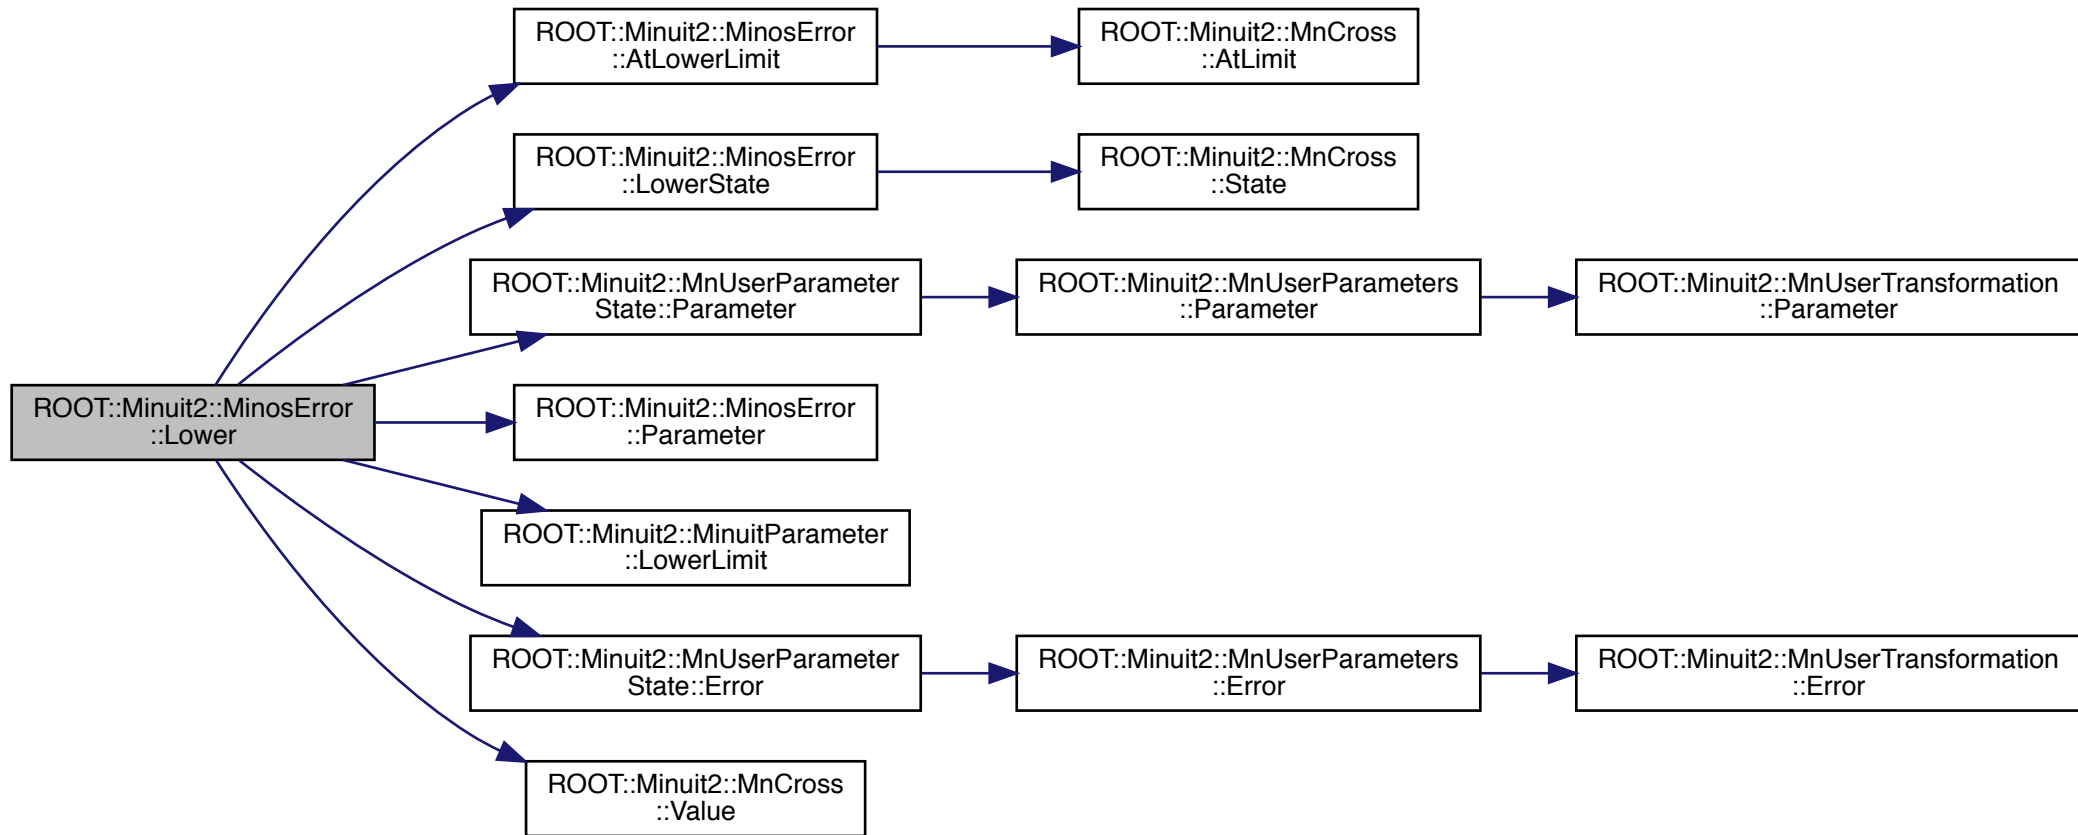 ROOT::Minuit2::MinosError
::AtLowerLimit
ROOT::Minuit2::MnCross
::AtLimit
ROOT::Minuit2::MinosError
::LowerState
ROOT::Minuit2::MnCross
::State
ROOT::Minuit2::MnUserParameter
State::Parameter
ROOT::Minuit2::MnUserParameters
::Parameter
ROOT::Minuit2::MnUserTransformation
::Parameter
ROOT::Minuit2::MinosError
::Lower
ROOT::Minuit2::MinosError
::Parameter
ROOT::Minuit2::MinuitParameter
::LowerLimit
ROOT::Minuit2::MnUserParameter
State::Error
ROOT::Minuit2::MnUserParameters
::Error
ROOT::Minuit2::MnUserTransformation
::Error
ROOT::Minuit2::MnCross
::Value